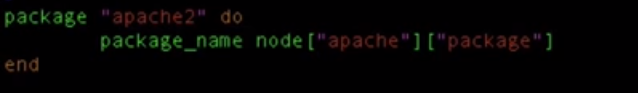 package "apache2" do
        package_name node["apache"]["package"]
end